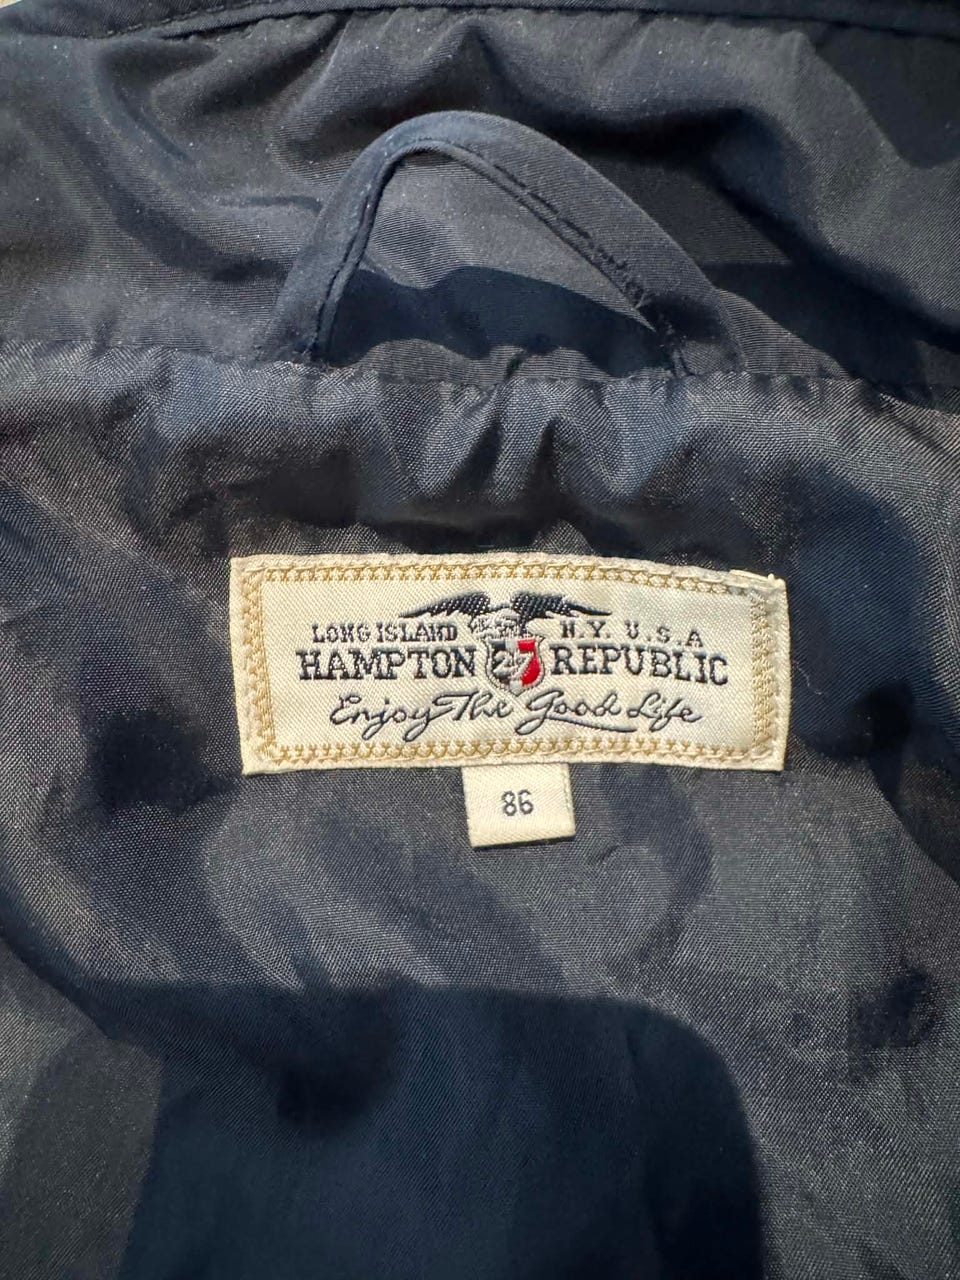 LONG ISLAND N.Y. U.S.A
HAMPTON 27 REPUBLIC
Enjoy The Good Life
86